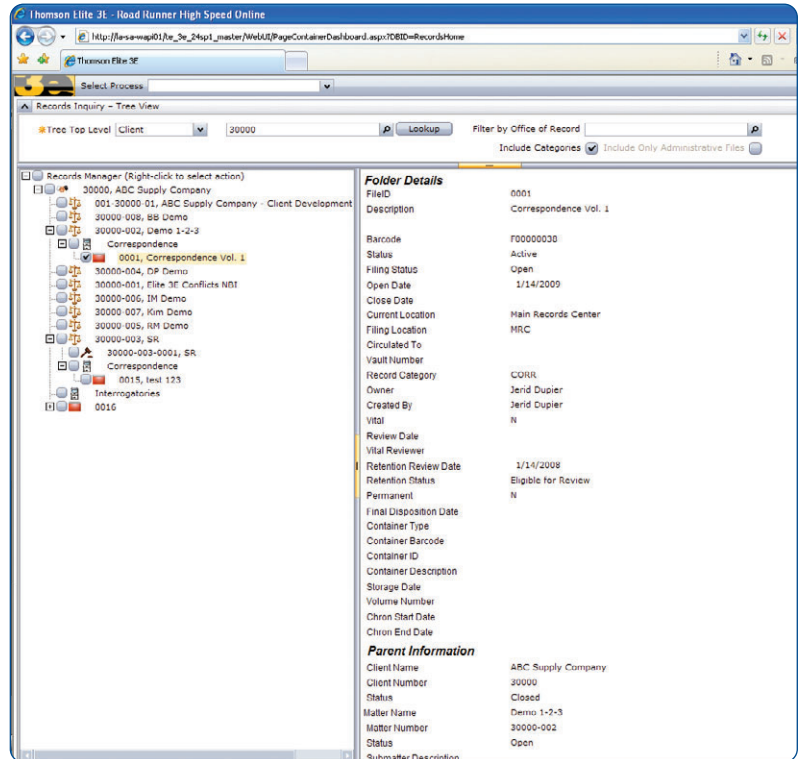 Thomson Elite 3E - Road Runner High Speed Online
http://la-sa-wapi01/te_3e_24sp1_master/WebUI/PageContainerDashboard.aspx?DBID=RecordsHome
Thomson Elite 3E
3e Select Process
Records Inquiry - Tree View
Tree Top Level Client 30000 Lookup Filter by Office of Record
Include Categories Include Only Administrative Files
Records Manager (Right-click to select action)
30000, ABC Supply Company
001-30000-01, ABC Supply Company - Client Development
30000-008, BB Demo
30000-002, Demo 1-2-3
Correspondence
0001, Correspondence Vol. 1
30000-004, DP Demo
30000-001, Elite 3E Conflicts NBI
30000-006, IM Demo
30000-007, Kim Demo
30000-005, RM Demo
30000-003, SR
30000-003-0001, SR
Correspondence
0015, test 123
Interrogatories
0016
Folder Details
FileID 0001
Description Correspondence Vol. 1
Barcode F00000030
Status Active
Filing Status Open
Open Date 1/14/2009
Close Date
Current Location Main Records Center
Filing Location MRC
Circulated To
Vault Number
Record Category CORR
Owner Jerid Dupier
Created By Jerid Dupier
Vital N
Review Date
Vital Reviewer
Retention Review Date 1/14/2008
Retention Status Eligible for Review
Permanent N
Final Disposition Date
Container Type
Container Barcode
Container ID
Container Description
Storage Date
Volume Number
Chron Start Date
Chron End Date
Parent Information
Client Name ABC Supply Company
Client Number 30000
Status Closed
Matter Name Demo 1-2-3
Matter Number 30000-002
Status Open
Submatter Description